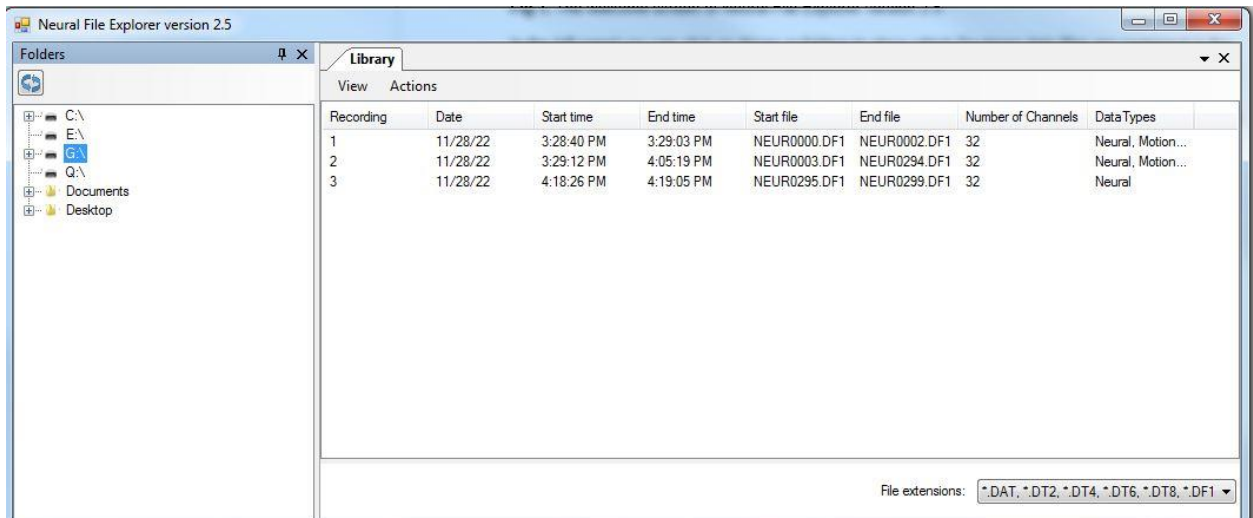 Neural File Explorer version 2.5
Folders
Library
View Actions
C:\
E:\
G:\
Q:\
Documents
Desktop
Recording Date Start time End time Start file End file Number of Channels DataTypes
1 11/28/22 3:28:40 PM 3:29:03 PM NEUR0000.DF1 NEUR0002.DF1 32 Neural, Motion...
2 11/28/22 3:29:12 PM 4:05:19 PM NEUR0003.DF1 NEUR0294.DF1 32 Neural, Motion...
3 11/28/22 4:18:26 PM 4:19:05 PM NEUR0295.DF1 NEUR0299.DF1 32 Neural
File extensions: *.DAT, *.DT2, *.DT4, *.DT6, *.DT8, *.DF1